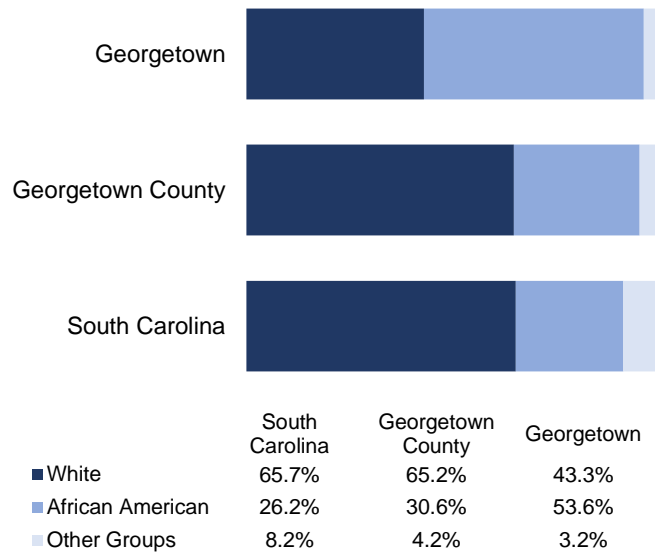 Georgetown
Georgetown County
South Carolina
South Carolina Georgetown County Georgetown
White 65.7% 65.2% 43.3%
African American 26.2% 30.6% 53.6%
Other Groups 8.2% 4.2% 3.2%